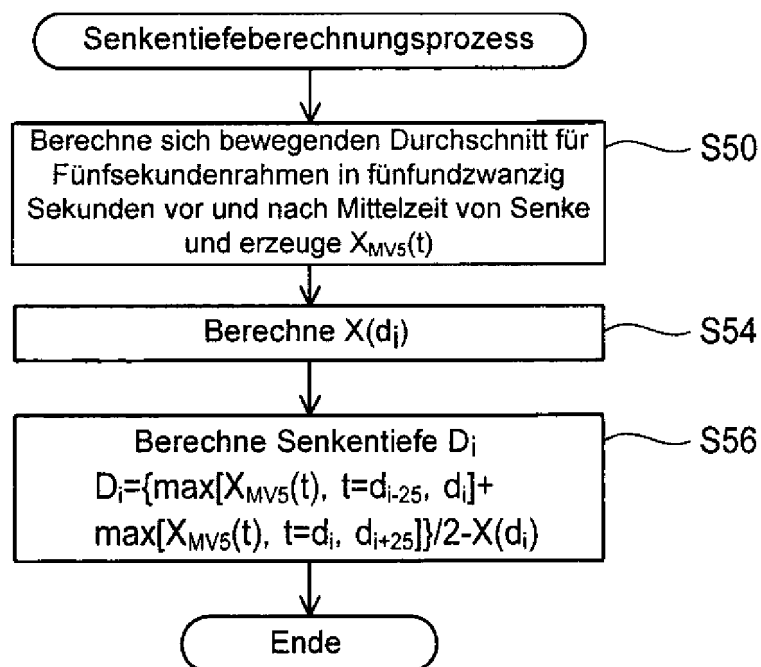 Senkentiefeberechnungsprozess
Berechne sich bewegenden Durchschnitt für
Fünfsekundenrahmen in fünfundzwanzig
Sekunden vor und nach Mittelzeit von Senke
und erzeuge X_MV5(t)
S50
Berechne X(d_i)
S54
Berechne Senkentiefe D_i
D_i={max[X_MV5(t), t=d_i-25, d_i]+
max[X_MV5(t), t=d_i, d_i+25]}/2-X(d_i)
S56
Ende